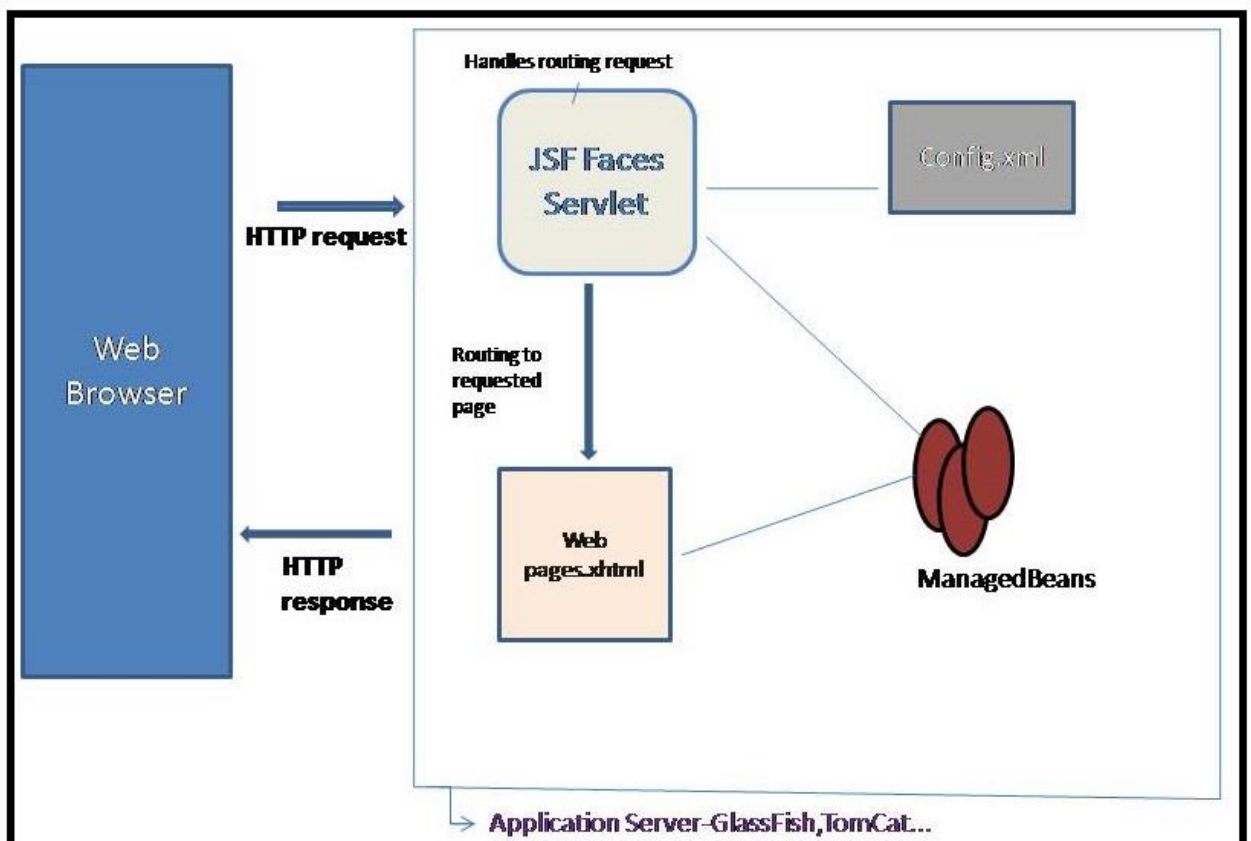 Handles routing request
JSF Faces
Servlet
Config.xml
HTTP request
Web
Browser
Routing to
requested
page
HTTP
response
Web
pages.xhtml
ManagedBeans
Application Server-GlassFish,TomCat...